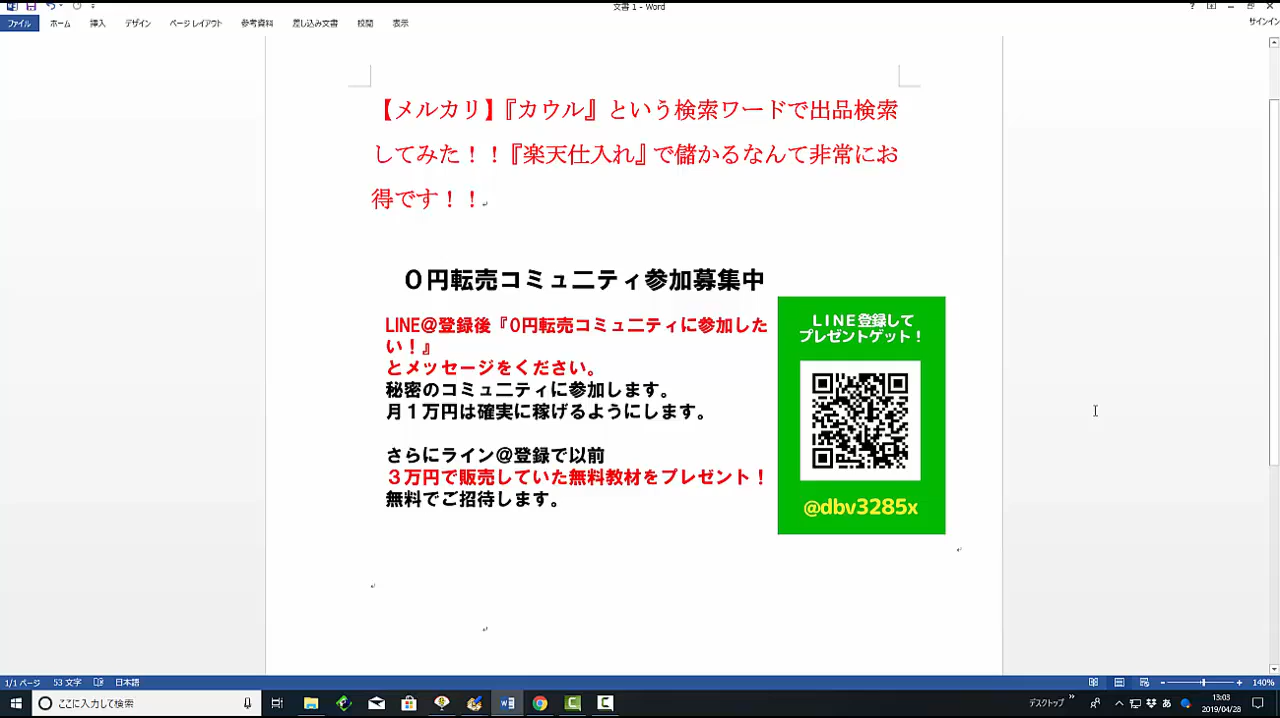 文書 1 - Word
ファイル ホーム 挿入 デザイン ページ レイアウト 参考資料 差し込み文書 校閲 表示
サインイン
【メルカリ】『カウル』という検索ワードで出品検索
してみた！！『楽天仕入れ』で儲かるなんて非常にお
得です！！
０円転売コミュニティ参加募集中
LINE＠登録後『０円転売コミュニティに参加した
い！』
とメッセージをください。
秘密のコミュニティに参加します。
月１万円は確実に稼げるようにします。
さらにライン＠登録で以前
３万円で販売していた無料教材をプレゼント！
無料でご招待します。
ＬＩＮＥ登録して
プレゼントゲット！
@dbv3285x
1/1 ページ 53 文字 日本語
140%
ここに入力して検索
デスクトップ
あ
13:03
2019/04/28